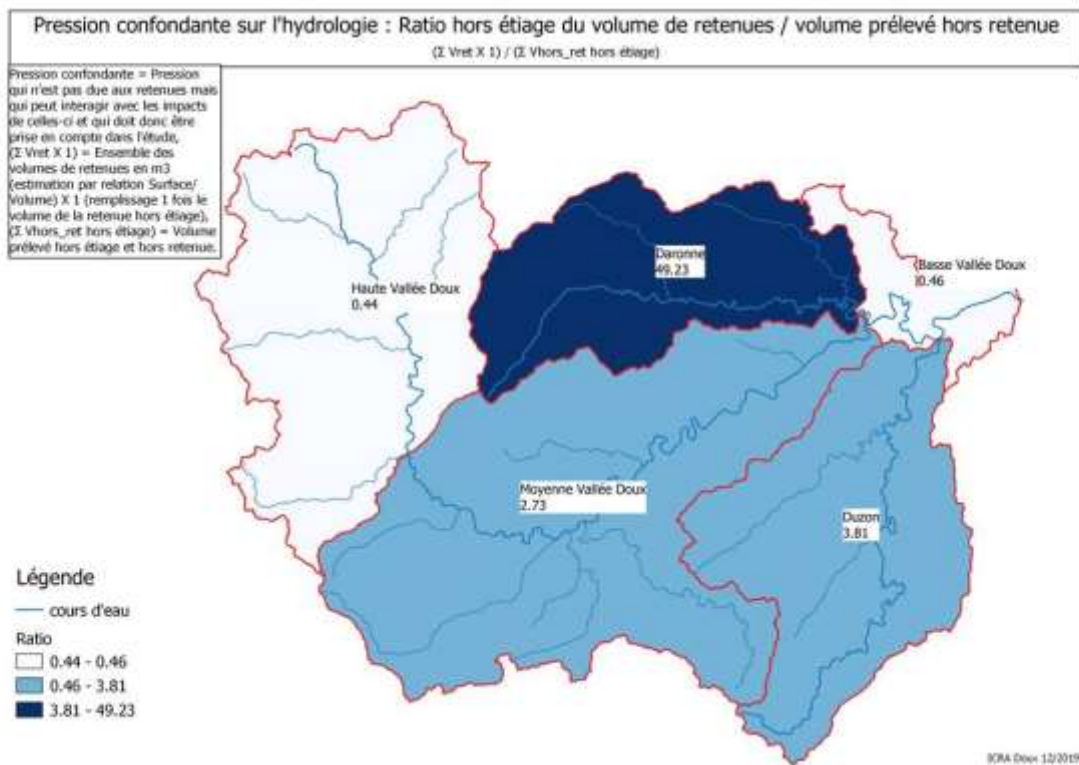 Pression confondante sur l'hydrologie : Ratio hors étiage du volume de retenues / volume prélevé hors retenue
(Σ Vret X 1) / (Σ Vhors_ret hors étiage)
Pression confondante = Pression
qui n'est pas due aux retenues mais
qui peut interagir avec les impacts
de celles-ci et qui doit donc être
prise en compte dans l'étude,
(Σ Vret X 1) = Ensemble des
volumes de retenues en m3
(estimation par relation Surface/
Volume) X 1 (remplissage 1 fois le
volume de la retenue hors étiage),
(Σ Vhors_ret hors étiage) = Volume
prélevé hors étiage et hors retenue.
Daronne
49.23
Basse Vallée Doux
0.46
Haute Vallée Doux
0.44
Moyenne Vallée Doux
2.73
Duzon
3.81
Légende
cours d'eau
Ratio
0.44 - 0.46
0.46 - 3.81
3.81 - 49.23
ICRA Doux 12/2019